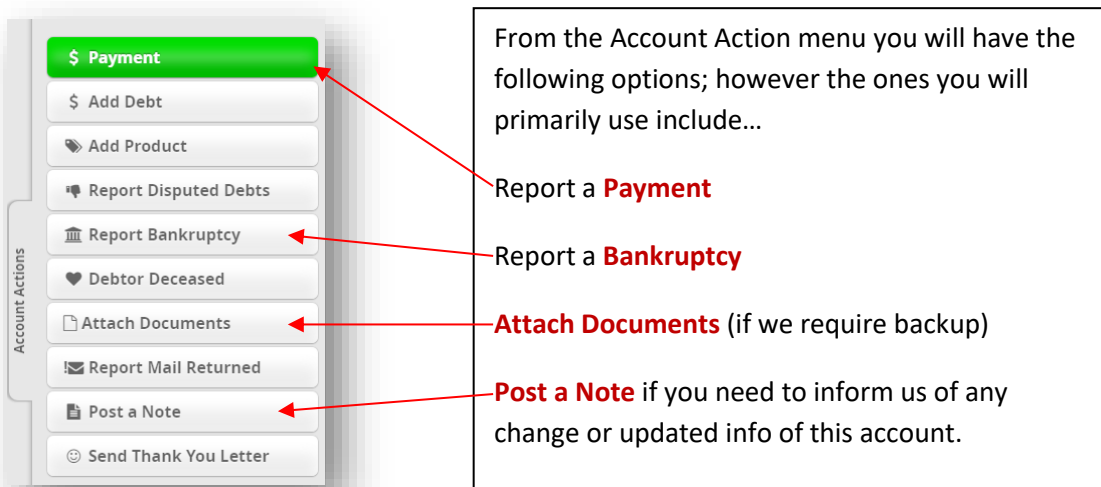 $ Payment
$ Add Debt
Add Product
Report Disputed Debts
Report Bankruptcy
Debtor Deceased
Attach Documents
Report Mail Returned
Post a Note
Send Thank You Letter
Account Actions
From the Account Action menu you will have the
following options; however the ones you will
primarily use include…
Report a Payment
Report a Bankruptcy
Attach Documents (if we require backup)
Post a Note if you need to inform us of any
change or updated info of this account.